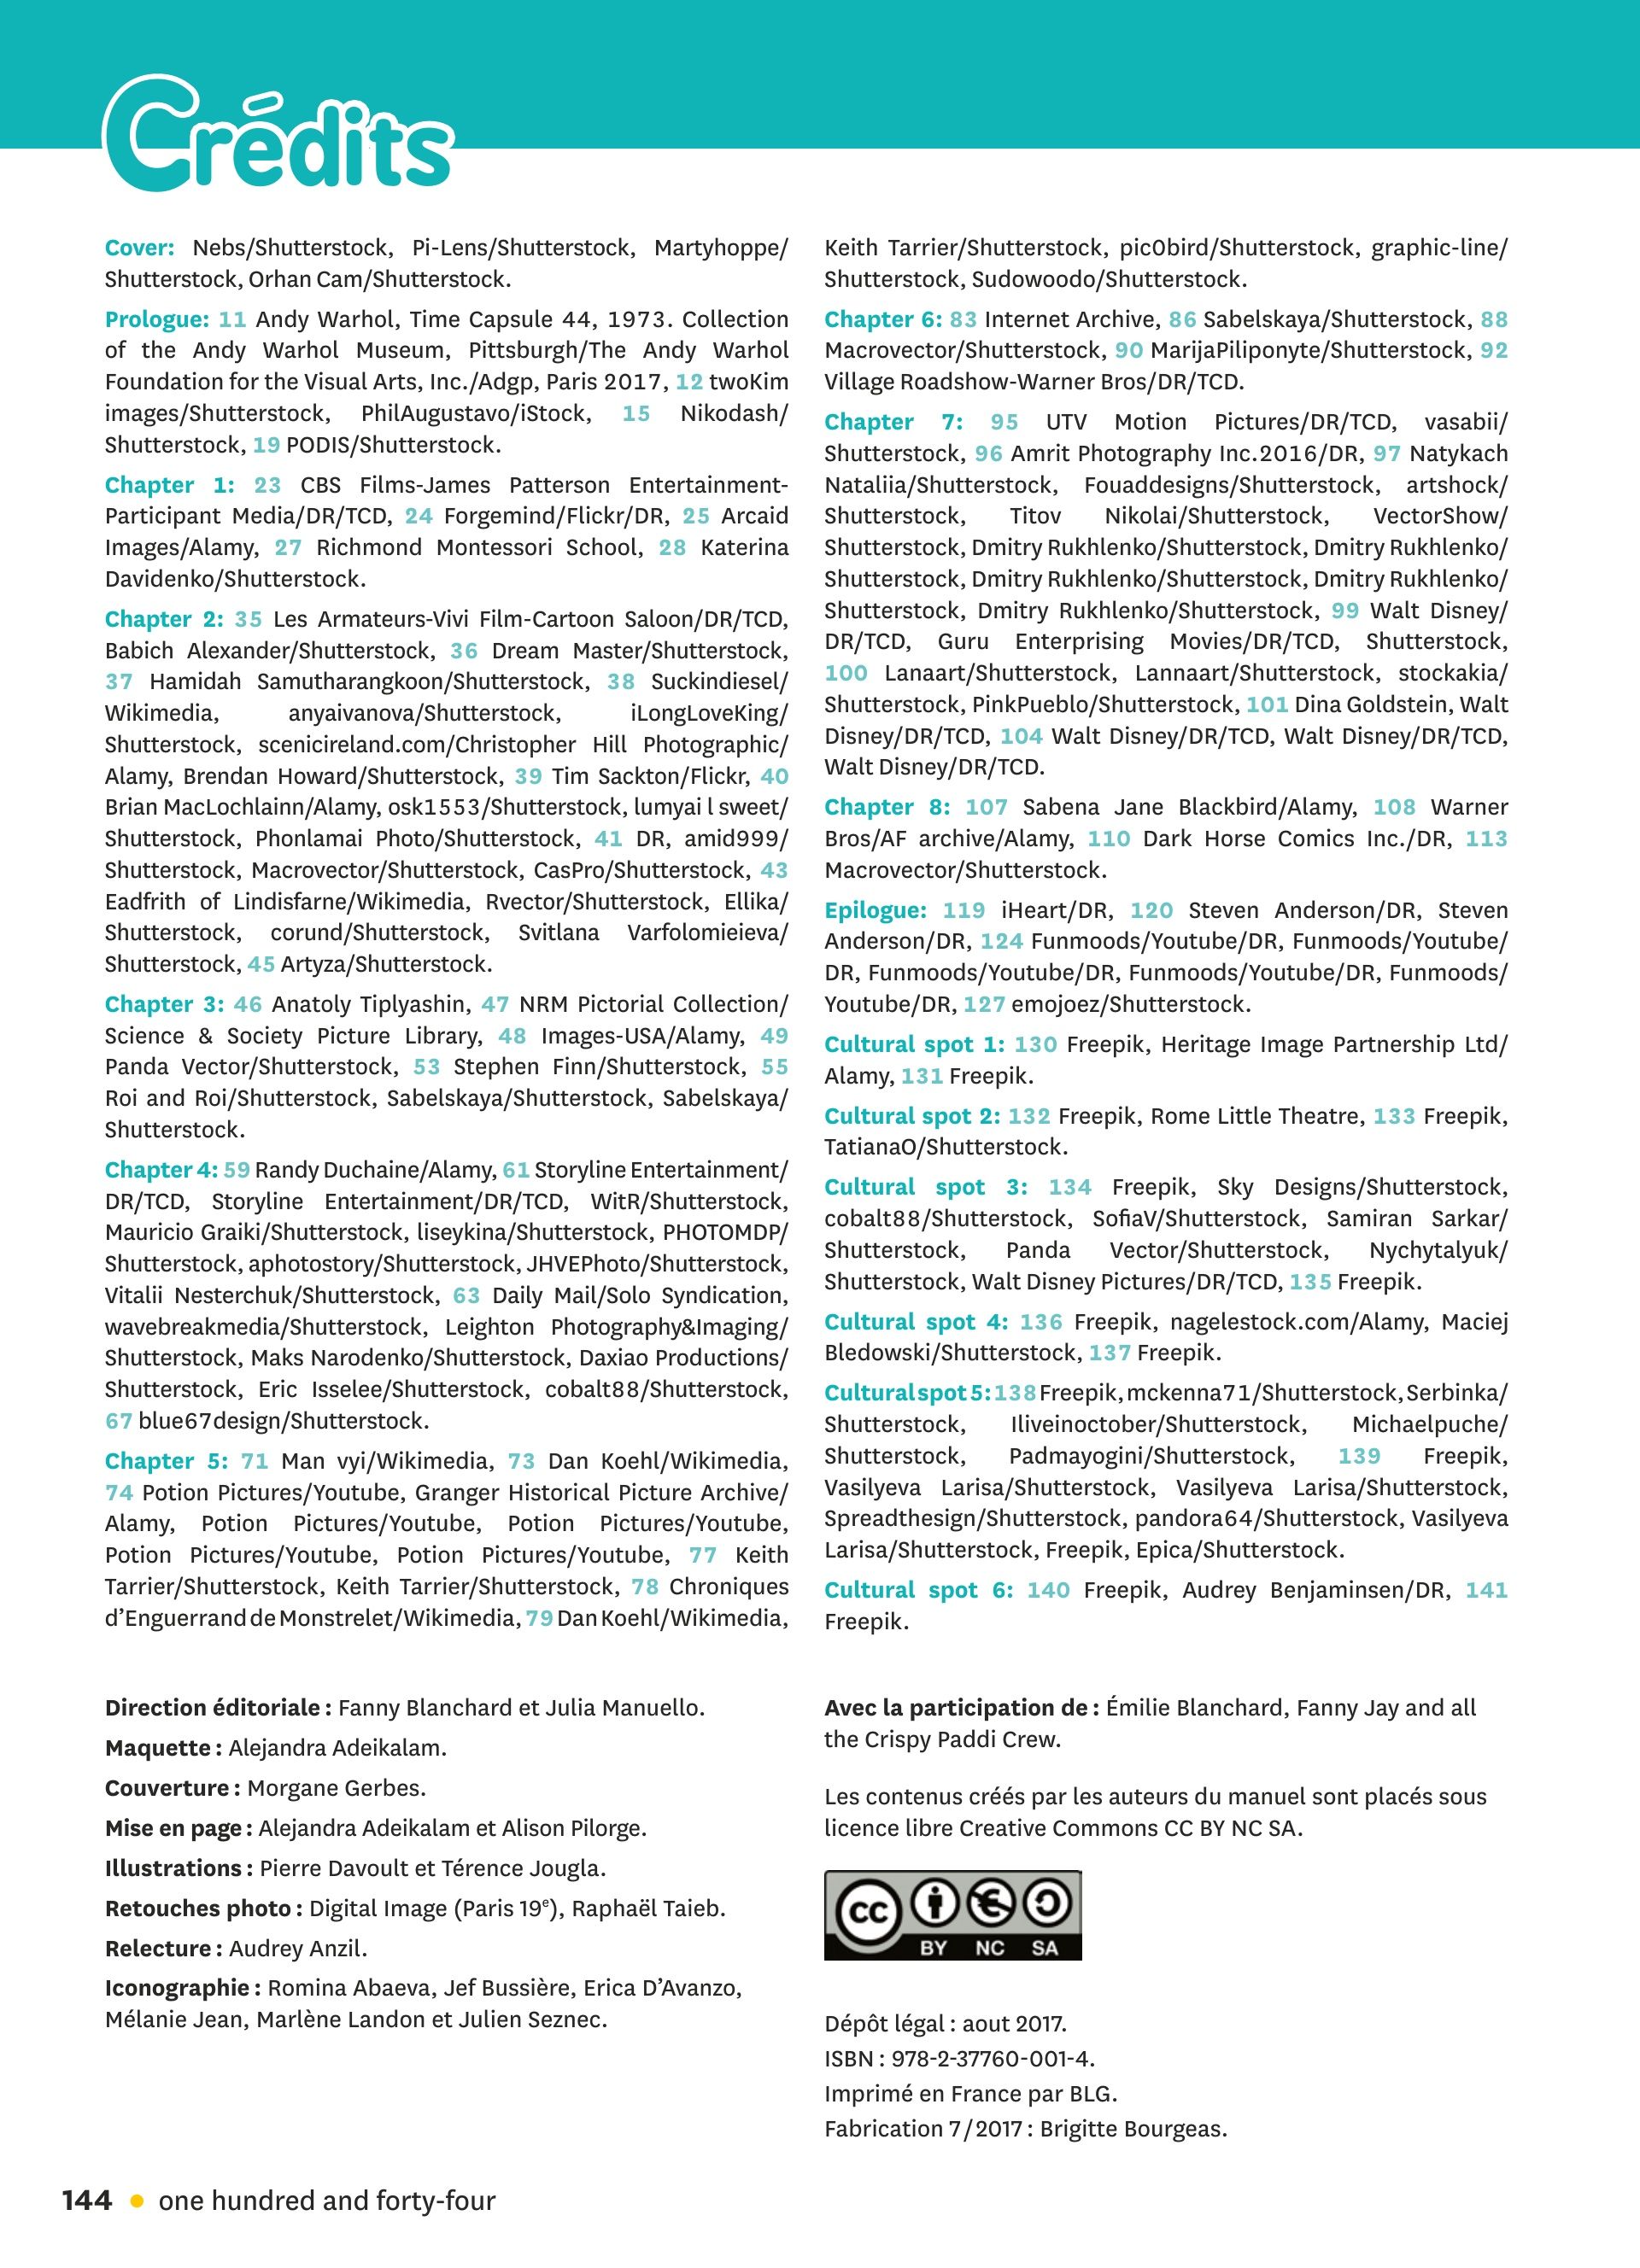 Crédits
Cover: Nebs/Shutterstock, Pi-Lens/Shutterstock, Martyhoppe/
Shutterstock, Orhan Cam/Shutterstock.
Prologue: 11 Andy Warhol, Time Capsule 44, 1973. Collection
of the Andy Warhol Museum, Pittsburgh/The Andy Warhol
Foundation for the Visual Arts, Inc./Adgp, Paris 2017, 12 twoKim
images/Shutterstock, PhilAugustavo/iStock, 15 Nikodash/
Shutterstock, 19 PODIS/Shutterstock.
Chapter 1: 23 CBS Films-James Patterson Entertainment-
Participant Media/DR/TCD, 24 Forgemind/Flickr/DR, 25 Arcaid
Images/Alamy, 27 Richmond Montessori School, 28 Katerina
Davidenko/Shutterstock.
Chapter 2: 35 Les Armateurs-Vivi Film-Cartoon Saloon/DR/TCD,
Babich Alexander/Shutterstock, 36 Dream Master/Shutterstock,
37 Hamidah Samutharangkoon/Shutterstock, 38 Suckindiesel/
Wikimedia, anyaivanova/Shutterstock, iLongLoveKing/
Shutterstock, scenicireland.com/Christopher Hill Photographic/
Alamy, Brendan Howard/Shutterstock, 39 Tim Sackton/Flickr, 40
Brian MacLochlainn/Alamy, osk1553/Shutterstock, lumyai l sweet/
Shutterstock, Phonlamai Photo/Shutterstock, 41 DR, amid999/
Shutterstock, Macrovector/Shutterstock, CasPro/Shutterstock, 43
Eadfrith of Lindisfarne/Wikimedia, Rvector/Shutterstock, Ellika/
Shutterstock, corund/Shutterstock, Svitlana Varfolomieieva/
Shutterstock, 45 Artyza/Shutterstock.
Chapter 3: 46 Anatoly Tiplyashin, 47 NRM Pictorial Collection/
Science & Society Picture Library, 48 Images-USA/Alamy, 49
Panda Vector/Shutterstock, 53 Stephen Finn/Shutterstock, 55
Roi and Roi/Shutterstock, Sabelskaya/Shutterstock, Sabelskaya/
Shutterstock.
Chapter 4: 59 Randy Duchaine/Alamy, 61 Storyline Entertainment/
DR/TCD, Storyline Entertainment/DR/TCD, WitR/Shutterstock,
Mauricio Graiki/Shutterstock, liseykina/Shutterstock, PHOTOMDP/
Shutterstock, aphotostory/Shutterstock, JHVEPhoto/Shutterstock,
Vitalii Nesterchuk/Shutterstock, 63 Daily Mail/Solo Syndication,
wavebreakmedia/Shutterstock, Leighton Photography&Imaging/
Shutterstock, Maks Narodenko/Shutterstock, Daxiao Productions/
Shutterstock, Eric Isselee/Shutterstock, cobalt88/Shutterstock,
67 blue67design/Shutterstock.
Chapter 5: 71 Man vyi/Wikimedia, 73 Dan Koehl/Wikimedia,
74 Potion Pictures/Youtube, Granger Historical Picture Archive/
Alamy, Potion Pictures/Youtube, Potion Pictures/Youtube,
Potion Pictures/Youtube, Potion Pictures/Youtube, 77 Keith
Tarrier/Shutterstock, Keith Tarrier/Shutterstock, 78 Chroniques
d’Enguerrand de Monstrelet/Wikimedia, 79 Dan Koehl/Wikimedia,
Keith Tarrier/Shutterstock, pic0bird/Shutterstock, graphic-line/
Shutterstock, Sudowoodo/Shutterstock.
Chapter 6: 83 Internet Archive, 86 Sabelskaya/Shutterstock, 88
Macrovector/Shutterstock, 90 MarijaPiliponyte/Shutterstock, 92
Village Roadshow-Warner Bros/DR/TCD.
Chapter 7: 95 UTV Motion Pictures/DR/TCD, vasabii/
Shutterstock, 96 Amrit Photography Inc.2016/DR, 97 Natykach
Nataliia/Shutterstock, Fouaddesigns/Shutterstock, artshock/
Shutterstock, Titov Nikolai/Shutterstock, VectorShow/
Shutterstock, Dmitry Rukhlenko/Shutterstock, Dmitry Rukhlenko/
Shutterstock, Dmitry Rukhlenko/Shutterstock, Dmitry Rukhlenko/
Shutterstock, Dmitry Rukhlenko/Shutterstock, 99 Walt Disney/
DR/TCD, Guru Enterprising Movies/DR/TCD, Shutterstock,
100 Lanaart/Shutterstock, Lannaart/Shutterstock, stockakia/
Shutterstock, PinkPueblo/Shutterstock, 101 Dina Goldstein, Walt
Disney/DR/TCD, 104 Walt Disney/DR/TCD, Walt Disney/DR/TCD,
Walt Disney/DR/TCD.
Chapter 8: 107 Sabena Jane Blackbird/Alamy, 108 Warner
Bros/AF archive/Alamy, 110 Dark Horse Comics Inc./DR, 113
Macrovector/Shutterstock.
Epilogue: 119 iHeart/DR, 120 Steven Anderson/DR, Steven
Anderson/DR, 124 Funmoods/Youtube/DR, Funmoods/Youtube/
DR, Funmoods/Youtube/DR, Funmoods/Youtube/DR, Funmoods/
Youtube/DR, 127 emojoez/Shutterstock.
Cultural spot 1: 130 Freepik, Heritage Image Partnership Ltd/
Alamy, 131 Freepik.
Cultural spot 2: 132 Freepik, Rome Little Theatre, 133 Freepik,
TatianaO/Shutterstock.
Cultural spot 3: 134 Freepik, Sky Designs/Shutterstock,
cobalt88/Shutterstock, SofiaV/Shutterstock, Samiran Sarkar/
Shutterstock, Panda Vector/Shutterstock, Nychytalyuk/
Shutterstock, Walt Disney Pictures/DR/TCD, 135 Freepik.
Cultural spot 4: 136 Freepik, nagelestock.com/Alamy, Maciej
Bledowski/Shutterstock, 137 Freepik.
Cultural spot 5: 138 Freepik, mckenna71/Shutterstock, Serbinka/
Shutterstock, Iliveinoctober/Shutterstock, Michaelpuche/
Shutterstock, Padmayogini/Shutterstock, 139 Freepik,
Vasilyeva Larisa/Shutterstock, Vasilyeva Larisa/Shutterstock,
Spreadthesign/Shutterstock, pandora64/Shutterstock, Vasilyeva
Larisa/Shutterstock, Freepik, Epica/Shutterstock.
Cultural spot 6: 140 Freepik, Audrey Benjaminsen/DR, 141
Freepik.
Direction éditoriale : Fanny Blanchard et Julia Manuello.
Maquette : Alejandra Adeikalam.
Couverture : Morgane Gerbes.
Mise en page : Alejandra Adeikalam et Alison Pilorge.
Illustrations : Pierre Davoult et Térence Jougla.
Retouches photo : Digital Image (Paris 19e), Raphaël Taieb.
Relecture : Audrey Anzil.
Iconographie : Romina Abaeva, Jef Bussière, Erica D’Avanzo,
Mélanie Jean, Marlène Landon et Julien Seznec.
Avec la participation de : Émilie Blanchard, Fanny Jay and all
the Crispy Paddi Crew.
Les contenus créés par les auteurs du manuel sont placés sous
licence libre Creative Commons CC BY NC SA.
cc
BY NC SA
Dépôt légal : aout 2017.
ISBN : 978-2-37760-001-4.
Imprimé en France par BLG.
Fabrication 7/2017 : Brigitte Bourgeas.
144 • one hundred and forty-four